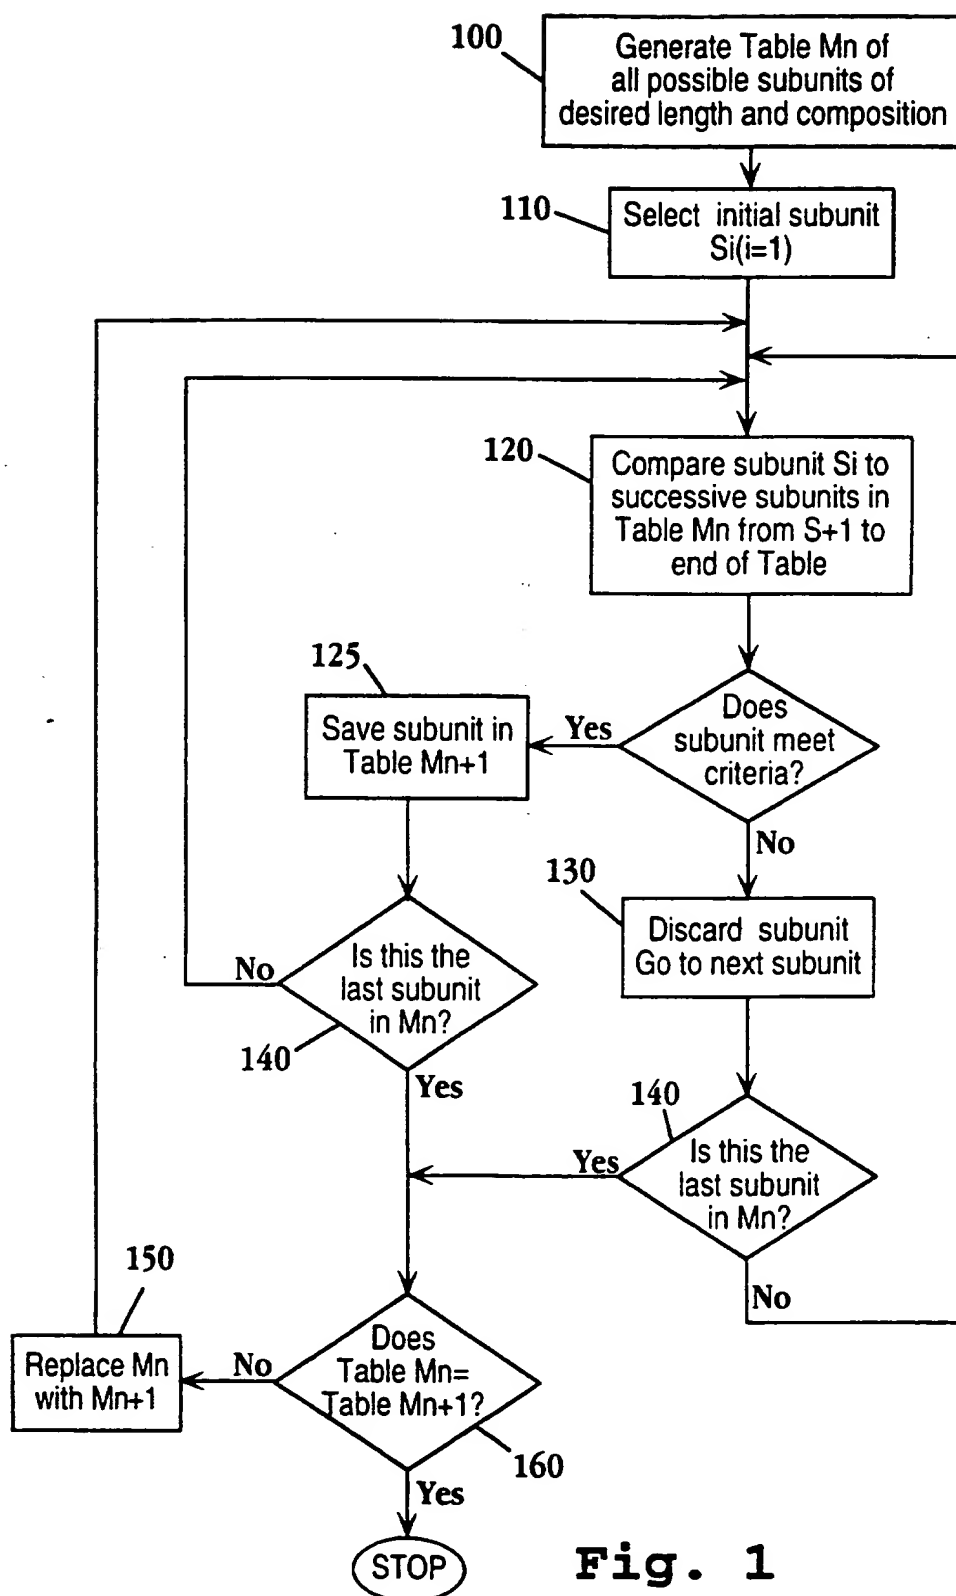 100
Generate Table Mn of
all possible subunits of
desired length and composition
110
Select initial subunit
Si(i=1)
120
Compare subunit Si to
successive subunits in
Table Mn from S+1 to
end of Table
125
Save subunit in
Table Mn+1
Yes
Does
subunit meet
criteria?
No
130
Discard subunit
Go to next subunit
No
Is this the
last subunit
in Mn?
140
Yes
140
Yes
Is this the
last subunit
in Mn?
No
150
Replace Mn
with Mn+1
No
Does
Table Mn=
Table Mn+1?
160
Yes
STOP
Fig. 1